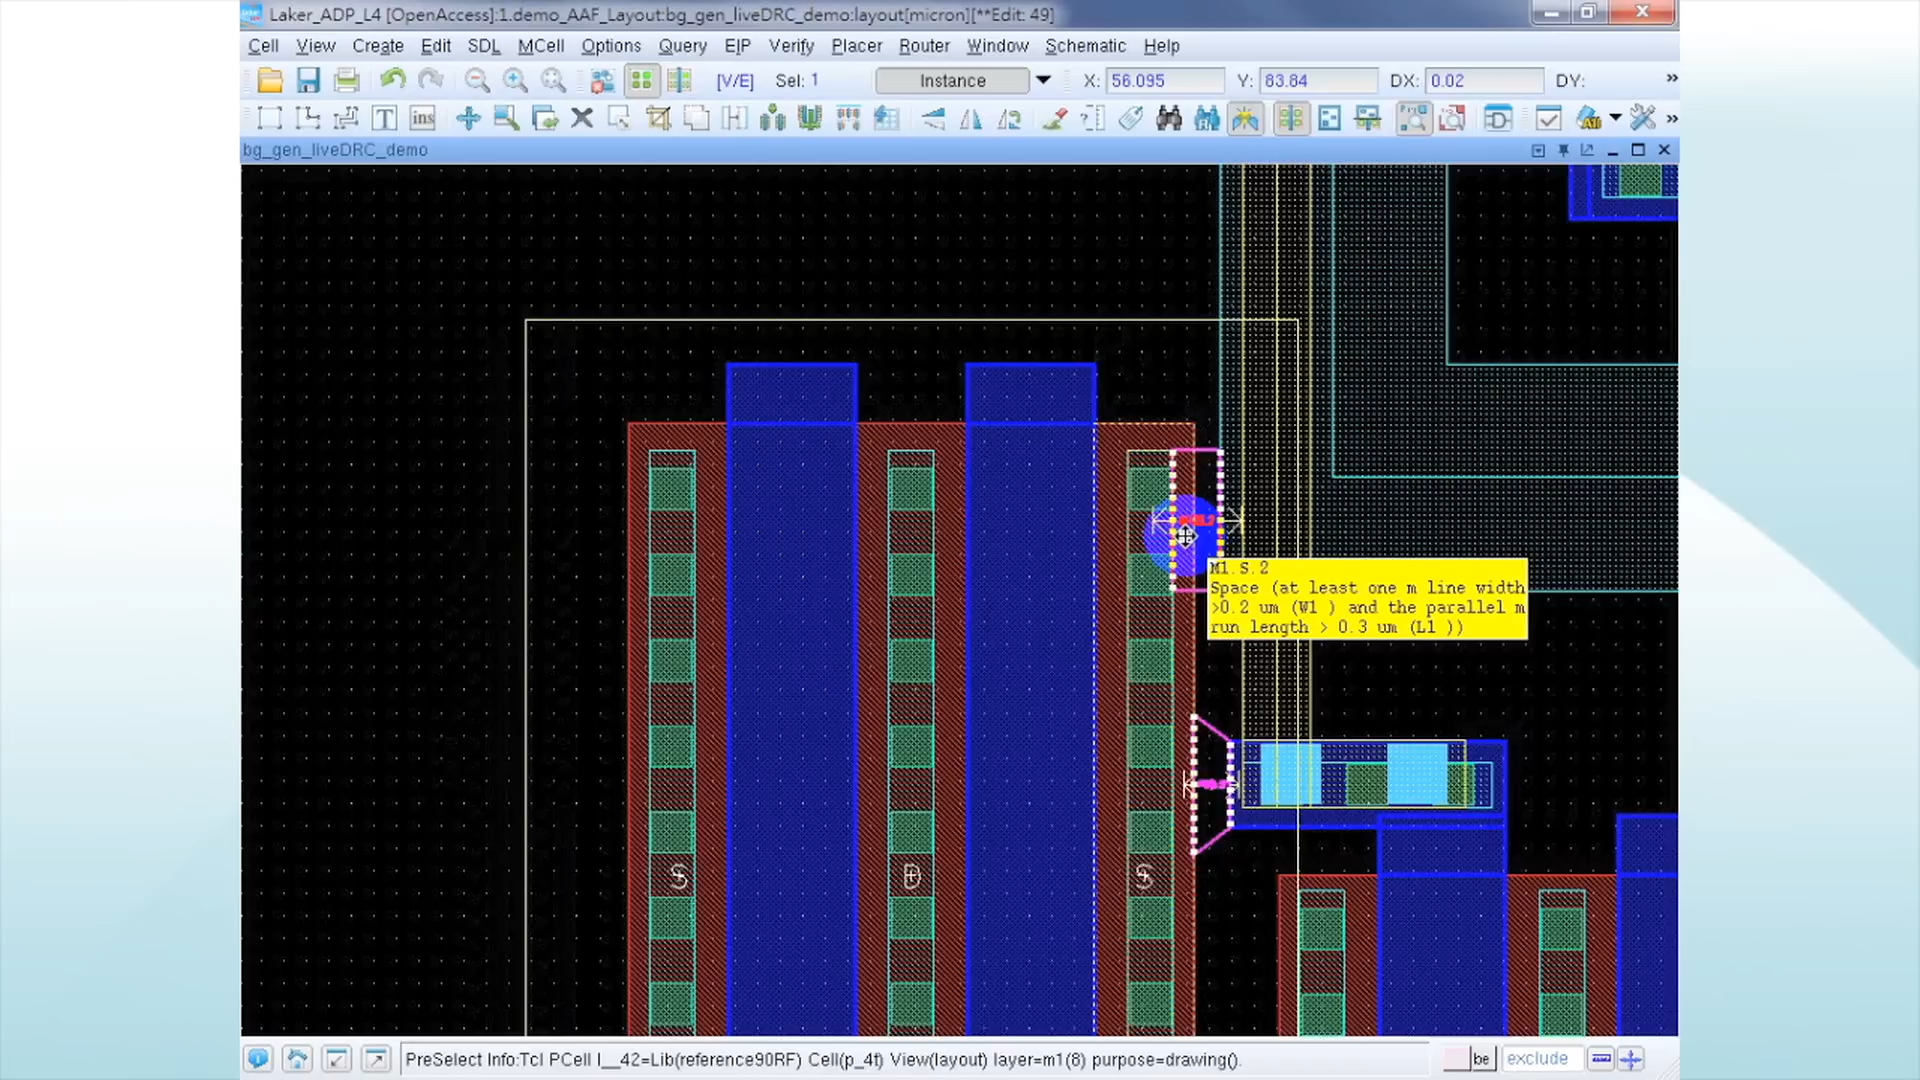 Laker_ADP_L4 [OpenAccess]:1.demo_AAF_Layout:bg_gen_liveDRC_demo:layout[micron][**Edit: 49]
Cell View Create Edit SDL MCell Options Query EIP Verify Placer Router Window Schematic Help
[V/E] Sel: 1 Instance X: 56.095 Y: 83.84 DX: 0.02 DY: »
T ins »
bg_gen_liveDRC_demo
M1.S.2
Space (at least one m line width
>0.2 um (W1 ) and the parallel m
run length > 0.3 um (L1 ))
S D S
PreSelect Info:Tcl PCell I__42=Lib(reference90RF) Cell(p_4t) View(layout) layer=m1(8) purpose=drawing().
be exclude